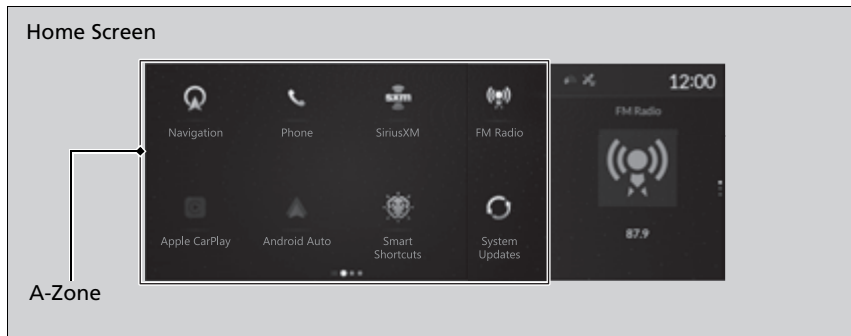 Home Screen
12:00
Navigation
Phone
SXM
SiriusXM
FM Radio
FM Radio
Apple CarPlay
Android Auto
Smart
Shortcuts
System
Updates
87.9
A-Zone